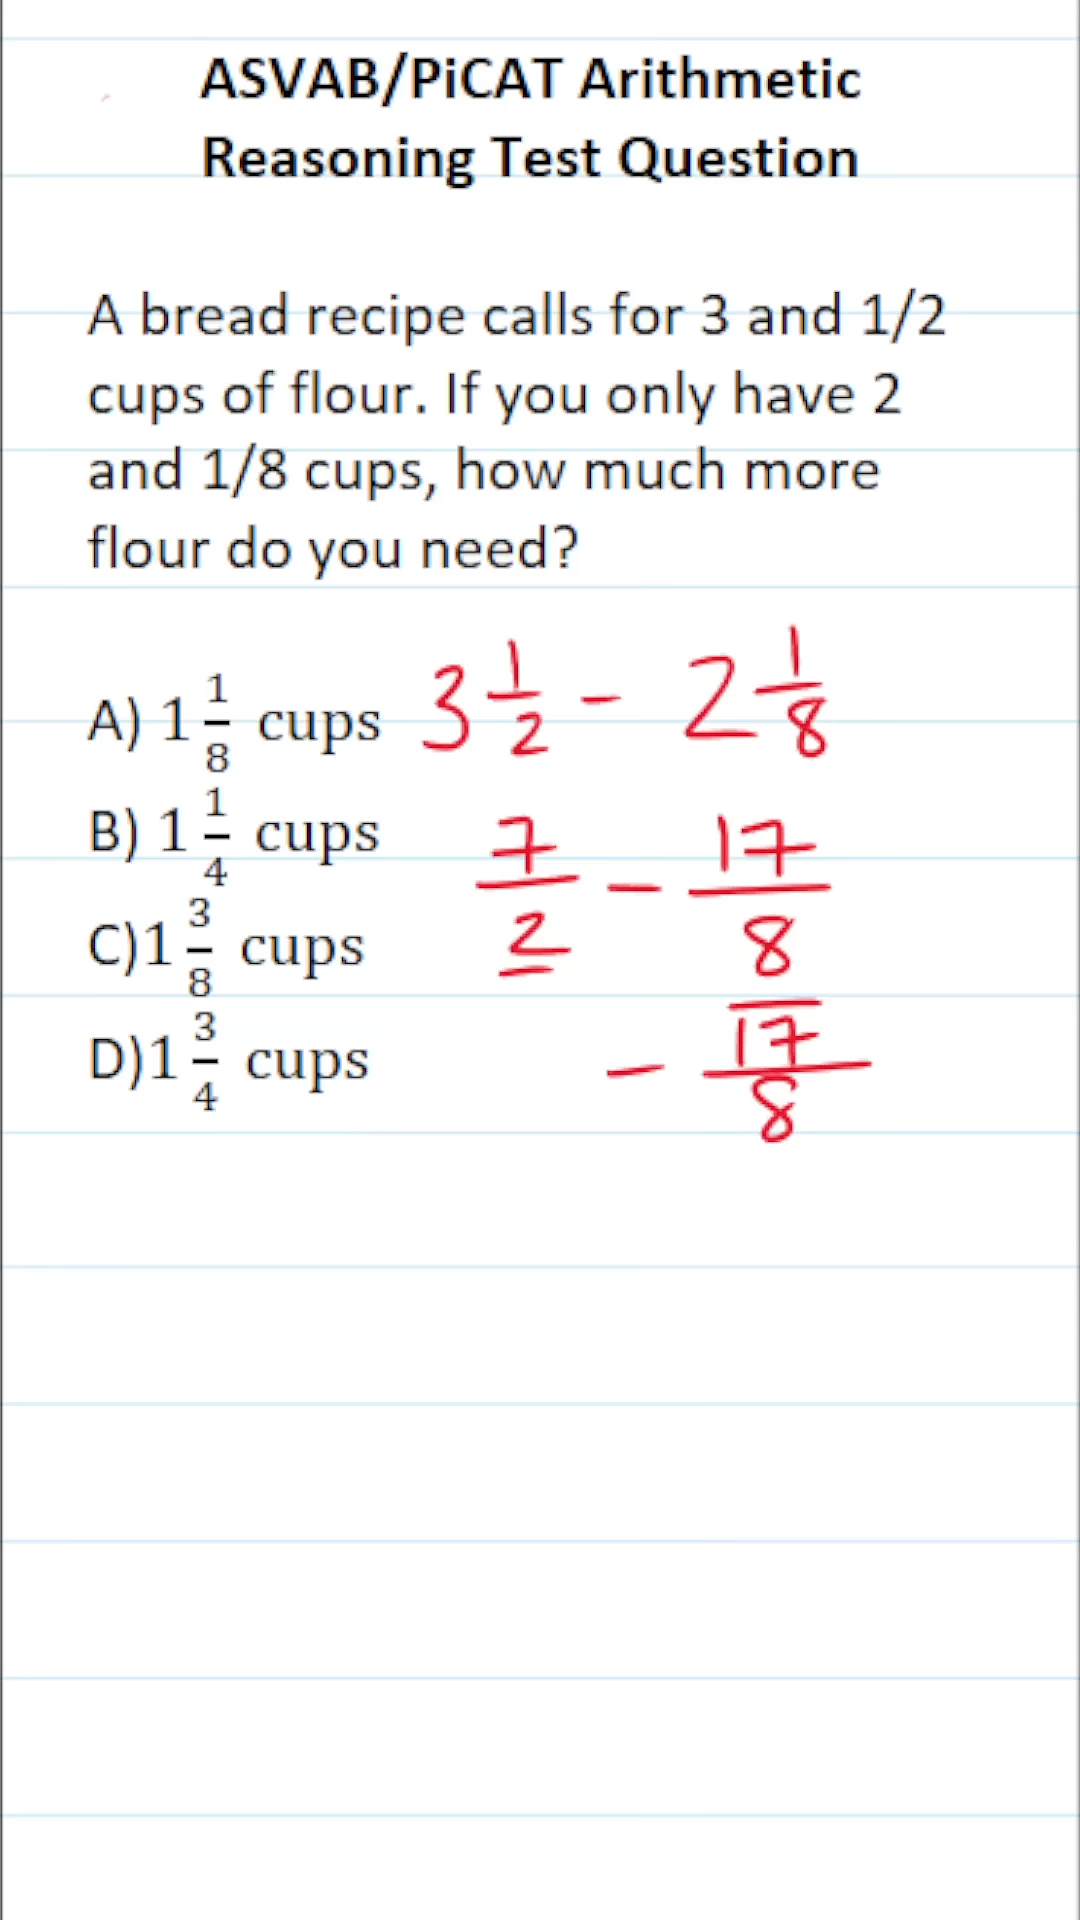 ASVAB/PiCAT Arithmetic
Reasoning Test Question
A bread recipe calls for 3 and 1/2
cups of flour. If you only have 2
and 1/8 cups, how much more
flour do you need?
A) 1 1/8 cups
B) 1 1/4 cups
C)1 3/8 cups
D)1 3/4 cups
3 1/2 - 2 1/8
7/2 - 17/8
- 17/8